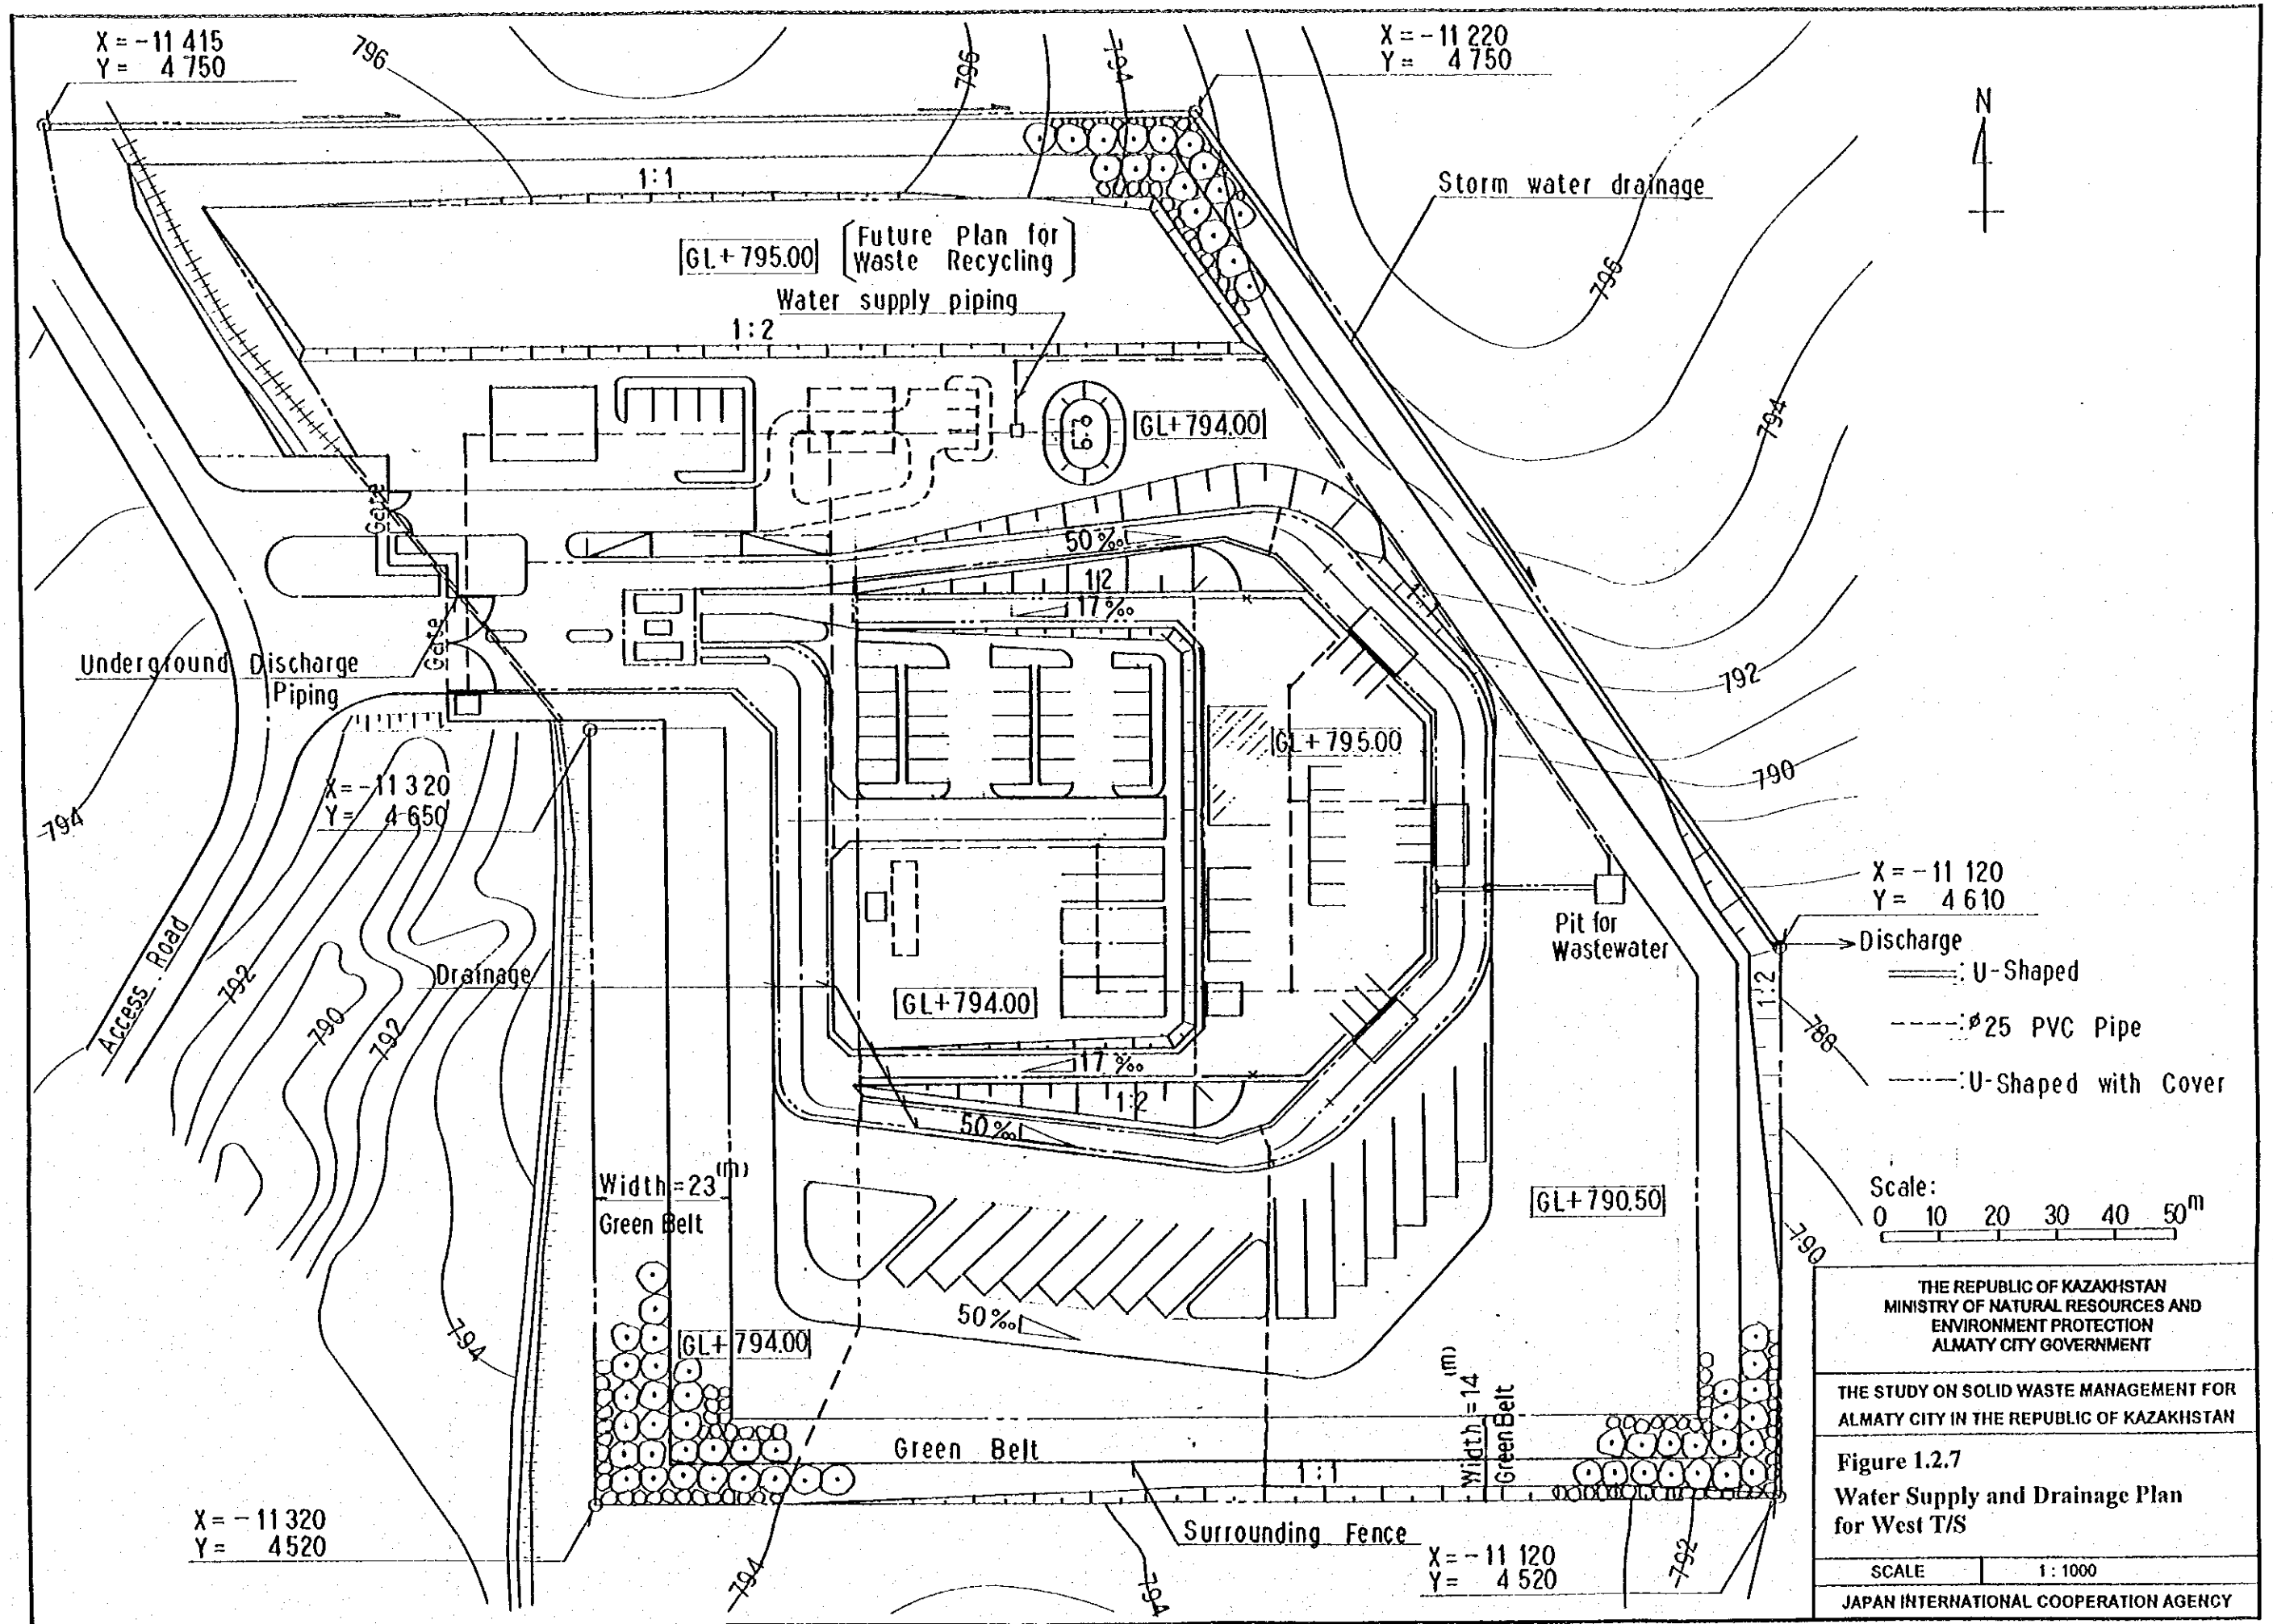 X = -11 415
Y = 4 750
796
796
794
X = -11 220
Y = 4 750
N
1:1
Storm water drainage
GL+795.00
Future Plan for
Waste Recycling
Water supply piping
1:2
796
794
GL+794.00
Gate
50‰
1:2
17‰
Gate
Underground Discharge
Piping
792
GL+795.00
790
X = -11 320
Y = 4 650
794
X = -11 120
Y = 4 610
Pit for
Wastewater
Discharge
: U-Shaped
Access Road
792
790
792
Drainage
GL+794.00
1:2
788
:ø25 PVC Pipe
17‰
:U-Shaped with Cover
1:2
50‰
Width=23 (m)
Green Belt
GL+790.50
Scale:
0 10 20 30 40 50m
790
50‰
794
GL+794.00
Width=14 (m)
Green Belt
Green Belt
1:1
X = -11 320
Y = 4520
794
Surrounding Fence
794
X = -11 120
Y = 4 520
792
THE REPUBLIC OF KAZAKHSTAN
MINISTRY OF NATURAL RESOURCES AND
ENVIRONMENT PROTECTION
ALMATY CITY GOVERNMENT
THE STUDY ON SOLID WASTE MANAGEMENT FOR
ALMATY CITY IN THE REPUBLIC OF KAZAKHSTAN
Figure 1.2.7
Water Supply and Drainage Plan
for West T/S
SCALE 1 : 1000
JAPAN INTERNATIONAL COOPERATION AGENCY